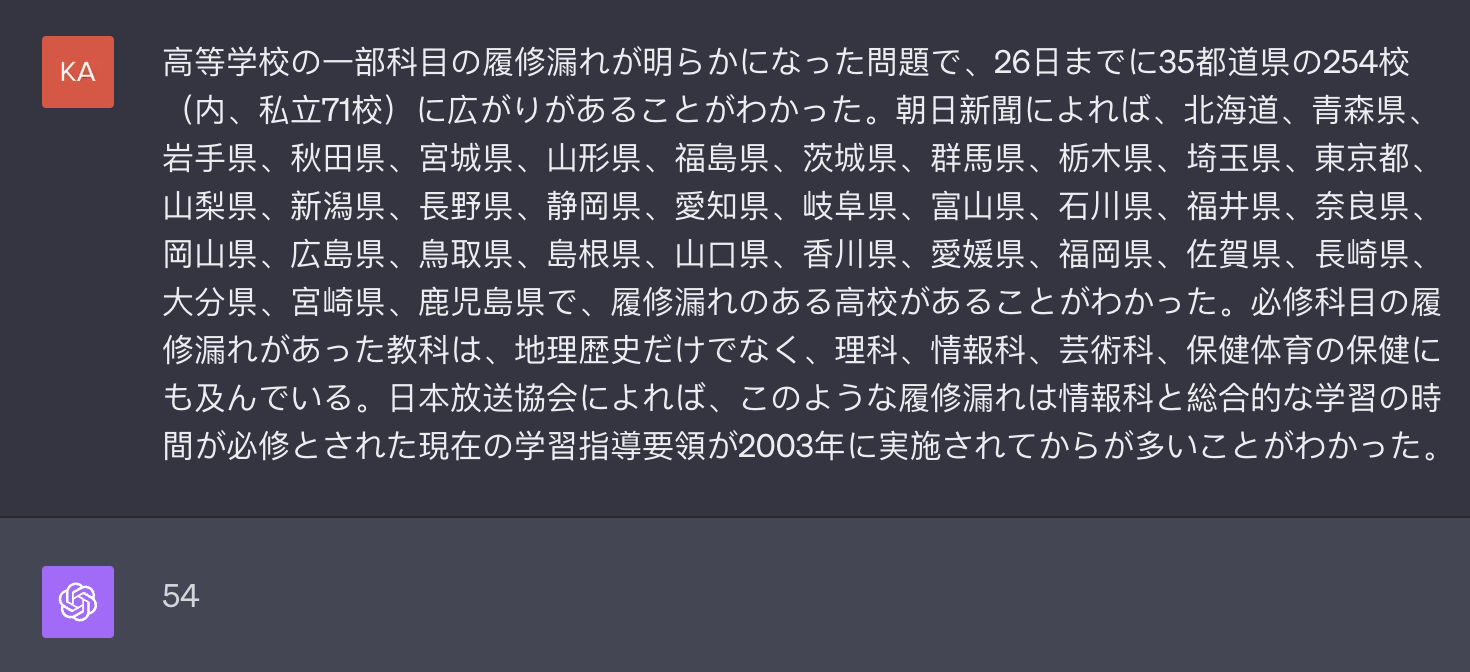 KA
高等学校の一部科目の履修漏れが明らかになった問題で、26日までに35都道県の254校
（内、私立71校）に広がりがあることがわかった。朝日新聞によれば、北海道、青森県、
岩手県、秋田県、宮城県、山形県、福島県、茨城県、群馬県、栃木県、埼玉県、東京都、
山梨県、新潟県、長野県、静岡県、愛知県、岐阜県、富山県、石川県、福井県、奈良県、
岡山県、広島県、鳥取県、島根県、山口県、香川県、愛媛県、福岡県、佐賀県、長崎県、
大分県、宮崎県、鹿児島県で、履修漏れのある高校があることがわかった。必修科目の履
修漏れがあった教科は、地理歴史だけでなく、理科、情報科、芸術科、保健体育の保健に
も及んでいる。日本放送協会によれば、このような履修漏れは情報科と総合的な学習の時
間が必修とされた現在の学習指導要領が2003年に実施されてからが多いことがわかった。
54